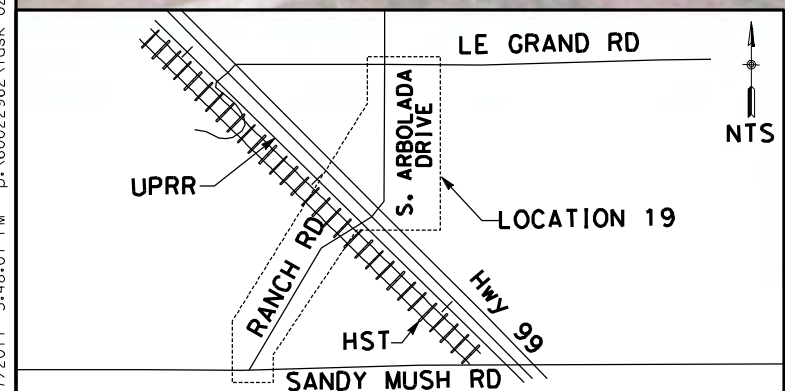 LE GRAND RD
S. ARBOLADA
DRIVE
NTS
UPRR
LOCATION 19
RANCH RD
Hwy 99
HST
SANDY MUSH RD